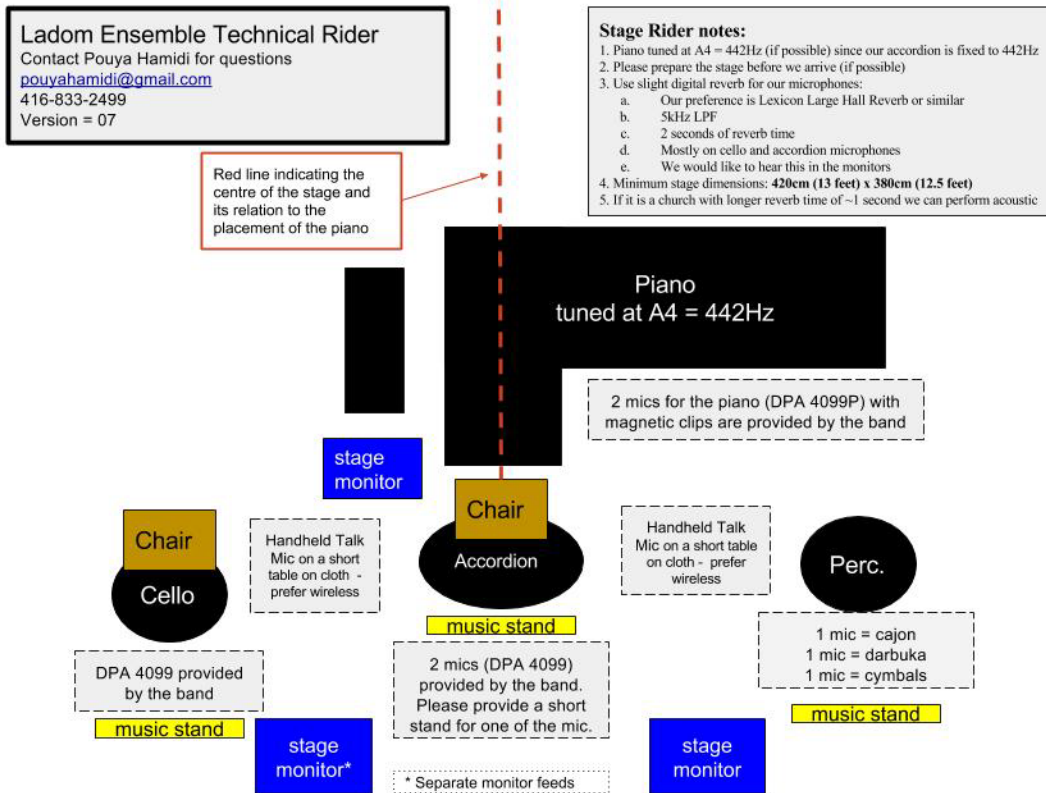 Ladom Ensemble Technical Rider
Contact Pouya Hamidi for questions
pouyahamidi@gmail.com
416-833-2499
Version = 07
Stage Rider notes:
1. Piano tuned at A4 = 442Hz (if possible) since our accordion is fixed to 442Hz
2. Please prepare the stage before we arrive (if possible)
3. Use slight digital reverb for our microphones:
a. Our preference is Lexicon Large Hall Reverb or similar
b. 5kHz LPF
c. 2 seconds of reverb time
d. Mostly on cello and accordion microphones
e. We would like to hear this in the monitors
4. Minimum stage dimensions: 420cm (13 feet) x 380cm (12.5 feet)
5. If it is a church with longer reverb time of ~1 second we can perform acoustic
Red line indicating the
centre of the stage and
its relation to the
placement of the piano
Piano
tuned at A4 = 442Hz
2 mics for the piano (DPA 4099P) with
magnetic clips are provided by the band
stage
monitor
Chair
Cello
Handheld Talk
Mic on a short
table on cloth -
prefer wireless
Chair
Accordion
Handheld Talk
Mic on a short table
on cloth - prefer
wireless
Perc.
music stand
DPA 4099 provided
by the band
2 mics (DPA 4099)
provided by the band.
Please provide a short
stand for one of the mic.
1 mic = cajon
1 mic = darbuka
1 mic = cymbals
music stand
music stand
stage
monitor*
* Separate monitor feeds
stage
monitor